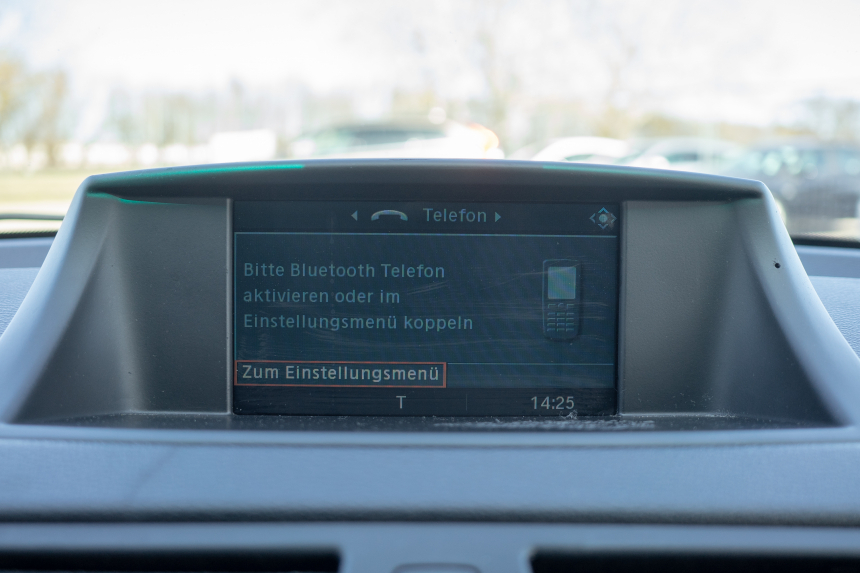 Telefon
Bitte Bluetooth Telefon
aktivieren oder im
Einstellungsmenü koppeln
Zum Einstellungsmenü
T 14:25